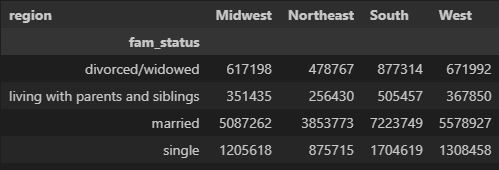 region Midwest Northeast South West
fam_status
divorced/widowed 617198 478767 877314 671992
living with parents and siblings 351435 256430 505457 367850
married 5087262 3853773 7223749 5578927
single 1205618 875715 1704619 1308458